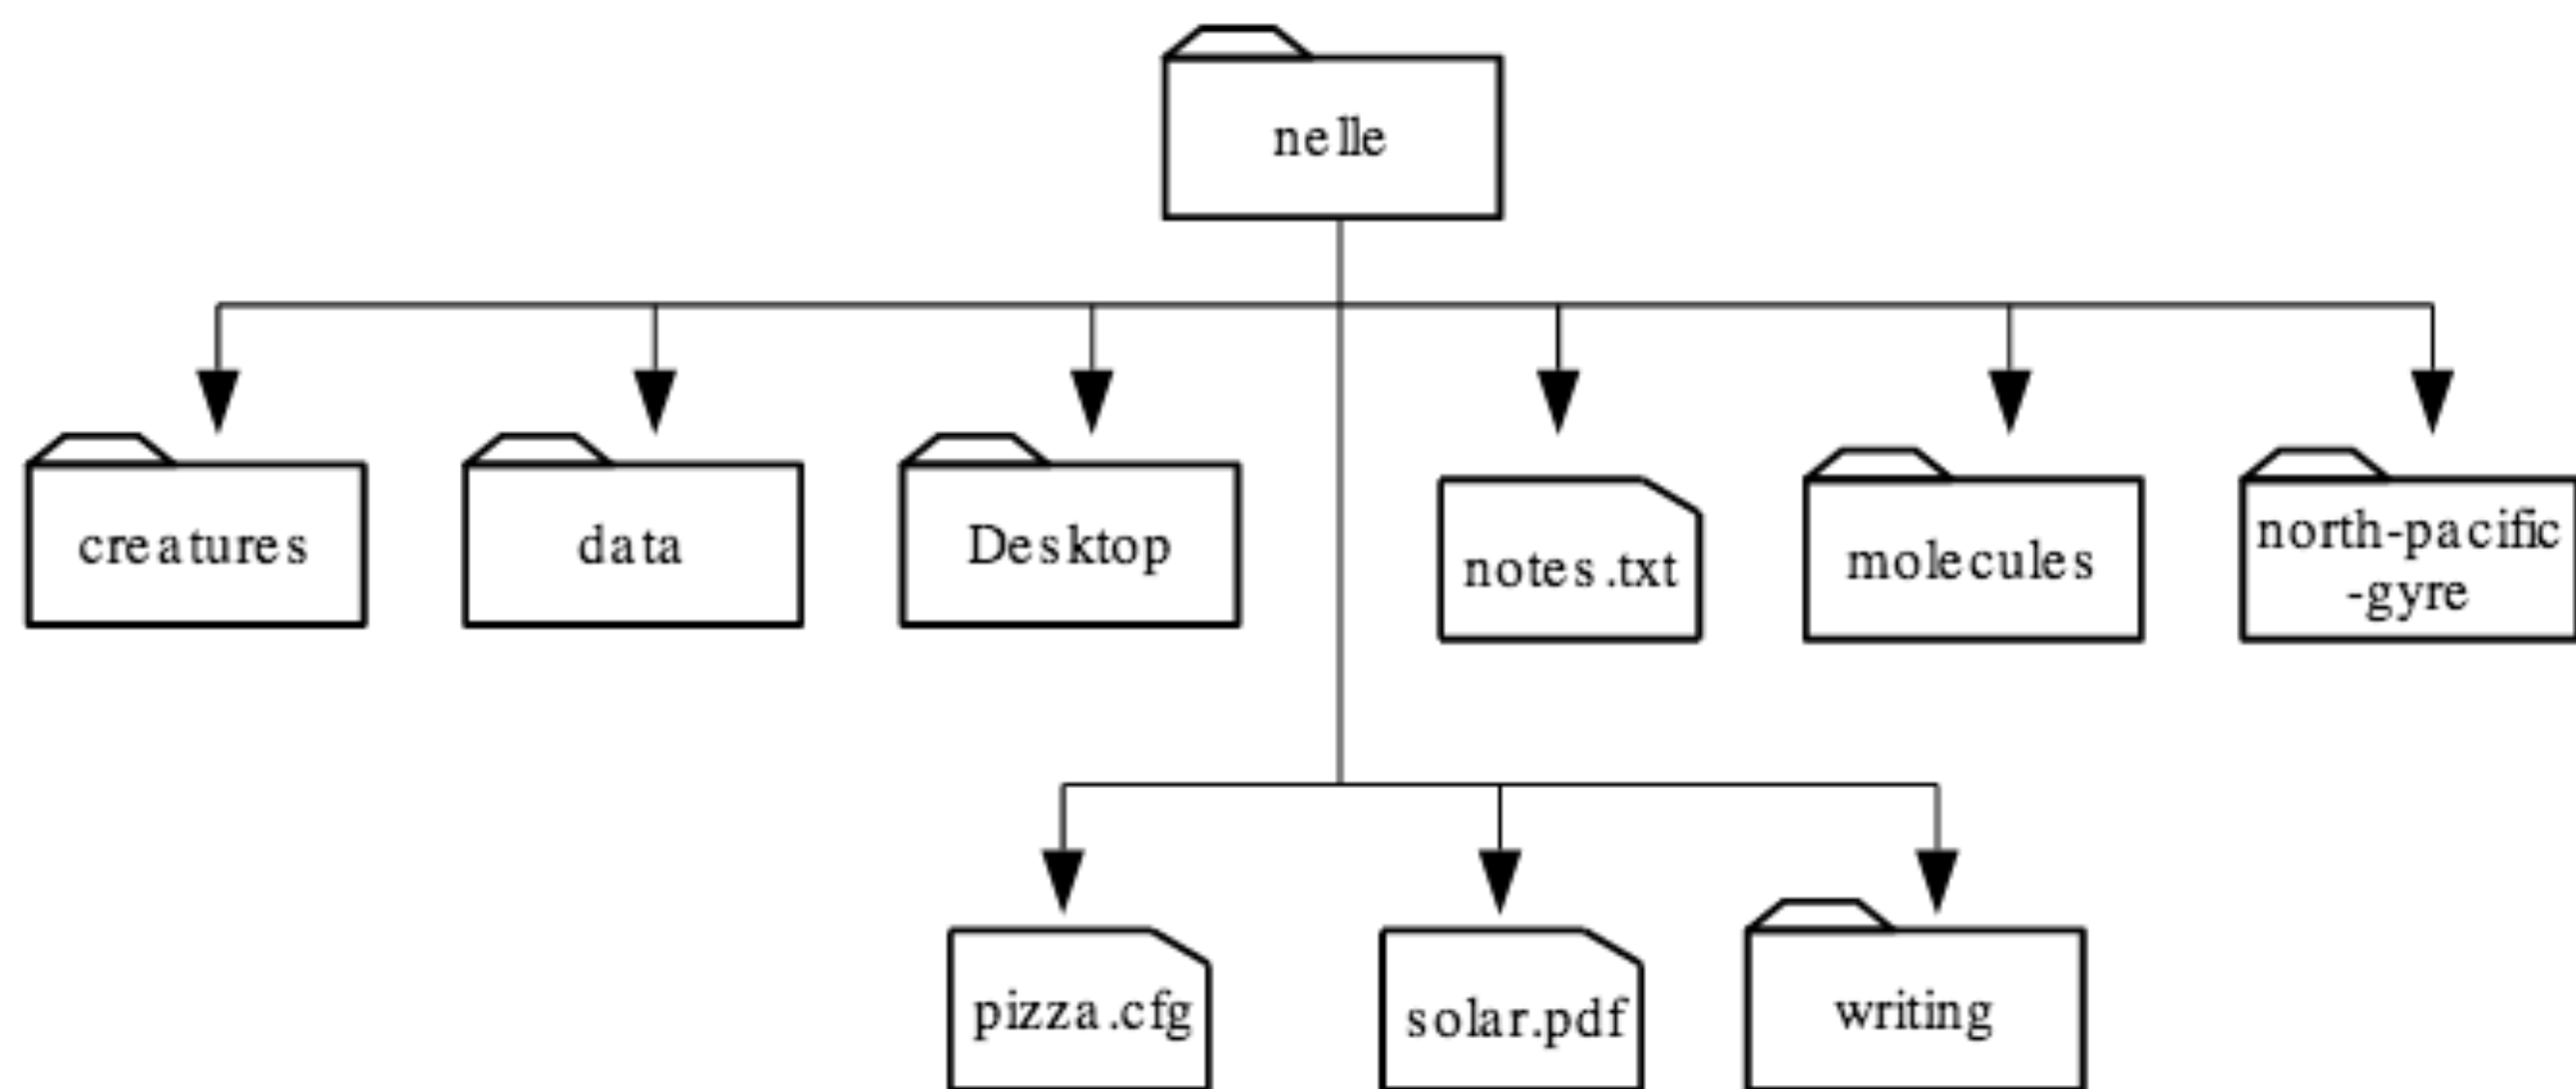 nelle
creatures
data
Desktop
notes.txt
molecules
north-pacific
-gyre
pizza.cfg
solar.pdf
writing